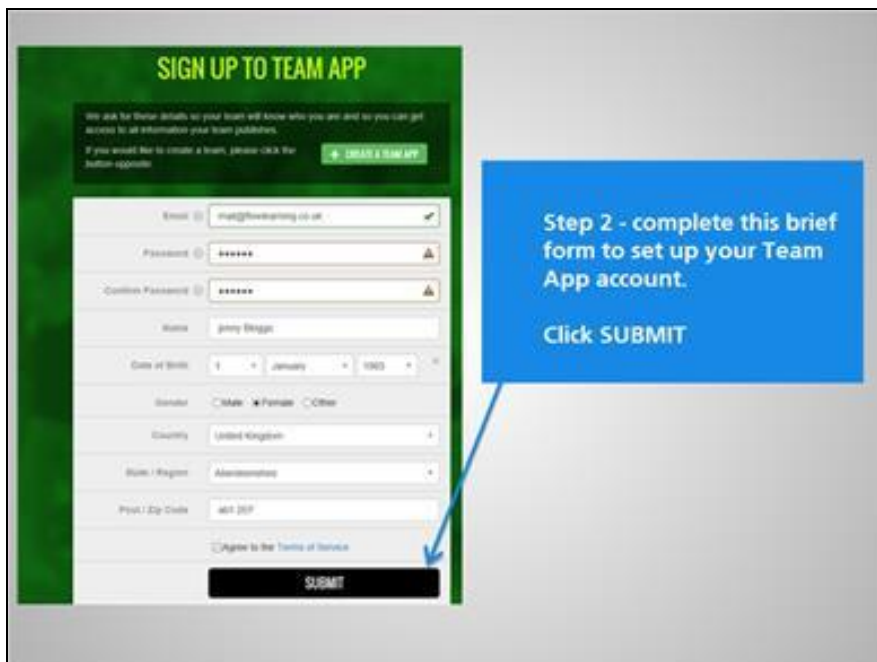 SIGN UP TO TEAM APP
We ask for these details so your team will know who you are and so you can get
access to all information your team publishes.
If you would like to create a team, please click the
button opposite.
+ CREATE A TEAM APP
Email
Password
Confirm Password
Name
Date of Birth
1 January
Gender
Male Female Other
Country
United Kingdom
State / Region
Aberdeenshire
Post / Zip Code
Agree to the Terms of Service
SUBMIT
Step 2 - complete this brief
form to set up your Team
App account.
Click SUBMIT